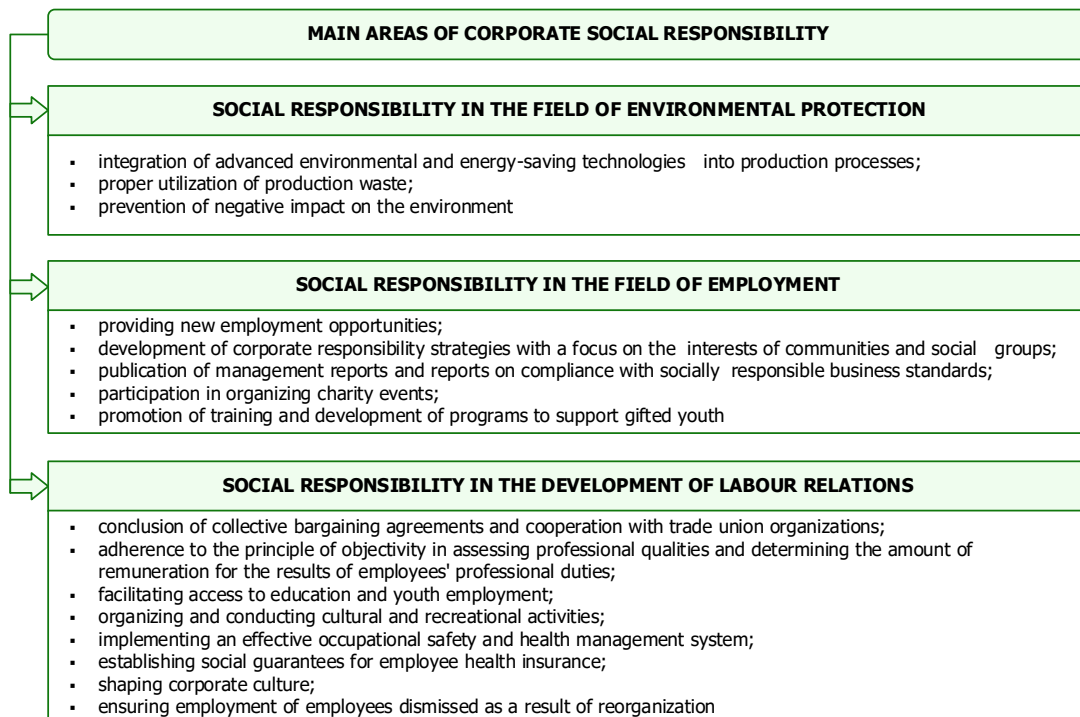 MAIN AREAS OF CORPORATE SOCIAL RESPONSIBILITY
SOCIAL RESPONSIBILITY IN THE FIELD OF ENVIRONMENTAL PROTECTION
▪ integration of advanced environmental and energy-saving technologies into production processes;
▪ proper utilization of production waste;
▪ prevention of negative impact on the environment
SOCIAL RESPONSIBILITY IN THE FIELD OF EMPLOYMENT
▪ providing new employment opportunities;
▪ development of corporate responsibility strategies with a focus on the interests of communities and social groups;
▪ publication of management reports and reports on compliance with socially responsible business standards;
▪ participation in organizing charity events;
▪ promotion of training and development of programs to support gifted youth
SOCIAL RESPONSIBILITY IN THE DEVELOPMENT OF LABOUR RELATIONS
▪ conclusion of collective bargaining agreements and cooperation with trade union organizations;
▪ adherence to the principle of objectivity in assessing professional qualities and determining the amount of
remuneration for the results of employees' professional duties;
▪ facilitating access to education and youth employment;
▪ organizing and conducting cultural and recreational activities;
▪ implementing an effective occupational safety and health management system;
▪ establishing social guarantees for employee health insurance;
▪ shaping corporate culture;
▪ ensuring employment of employees dismissed as a result of reorganization